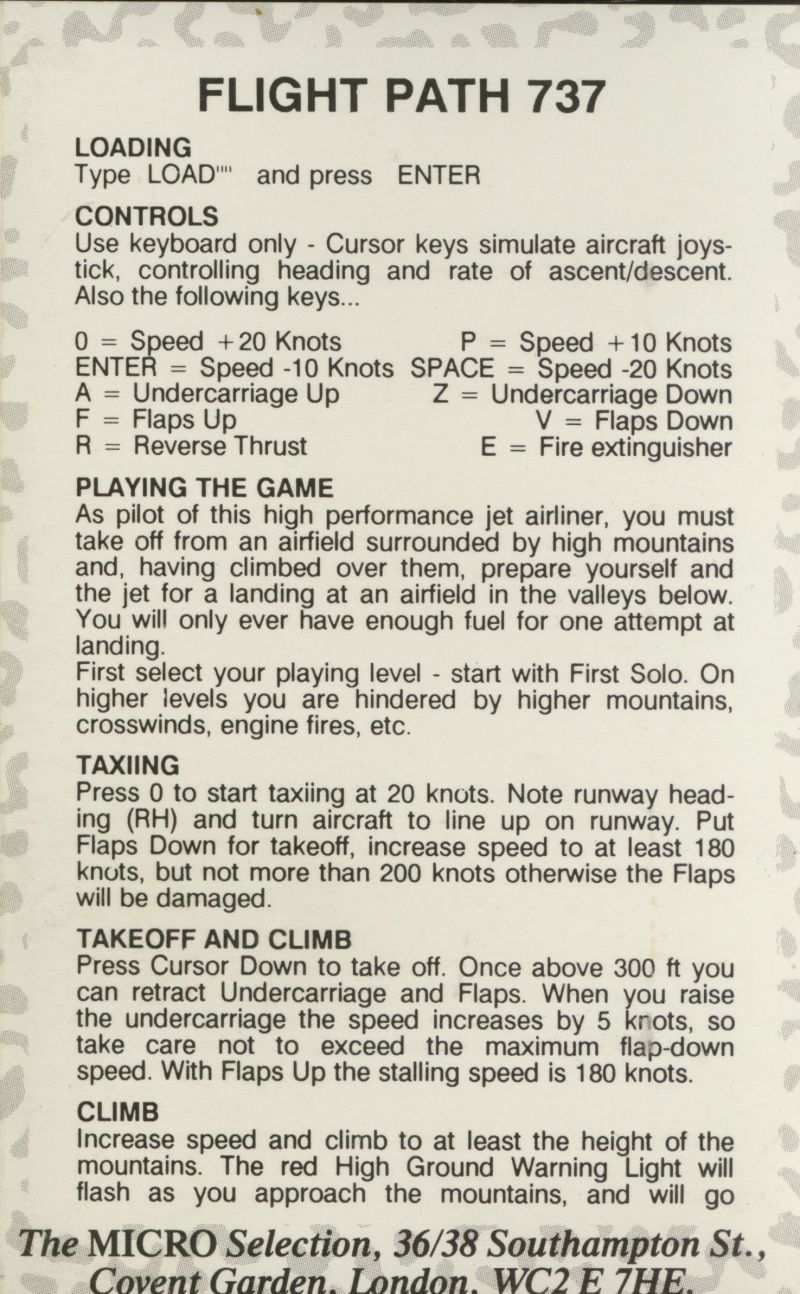 FLIGHT PATH 737
LOADING
Type LOAD"" and press ENTER
CONTROLS
Use keyboard only - Cursor keys simulate aircraft joys-
tick, controlling heading and rate of ascent/descent.
Also the following keys...
0 = Speed +20 Knots P = Speed +10 Knots
ENTER = Speed -10 Knots SPACE = Speed -20 Knots
A = Undercarriage Up Z = Undercarriage Down
F = Flaps Up V = Flaps Down
R = Reverse Thrust E = Fire extinguisher
PLAYING THE GAME
As pilot of this high performance jet airliner, you must
take off from an airfield surrounded by high mountains
and, having climbed over them, prepare yourself and
the jet for a landing at an airfield in the valleys below.
You will only ever have enough fuel for one attempt at
landing.
First select your playing level - start with First Solo. On
higher levels you are hindered by higher mountains,
crosswinds, engine fires, etc.
TAXIING
Press 0 to start taxiing at 20 knots. Note runway head-
ing (RH) and turn aircraft to line up on runway. Put
Flaps Down for takeoff, increase speed to at least 180
knots, but not more than 200 knots otherwise the Flaps
will be damaged.
TAKEOFF AND CLIMB
Press Cursor Down to take off. Once above 300 ft you
can retract Undercarriage and Flaps. When you raise
the undercarriage the speed increases by 5 knots, so
take care not to exceed the maximum flap-down
speed. With Flaps Up the stalling speed is 180 knots.
CLIMB
Increase speed and climb to at least the height of the
mountains. The red High Ground Warning Light will
flash as you approach the mountains, and will go
The MICRO Selection, 36/38 Southampton St.,
Covent Garden, London, WC2 E 7HE.